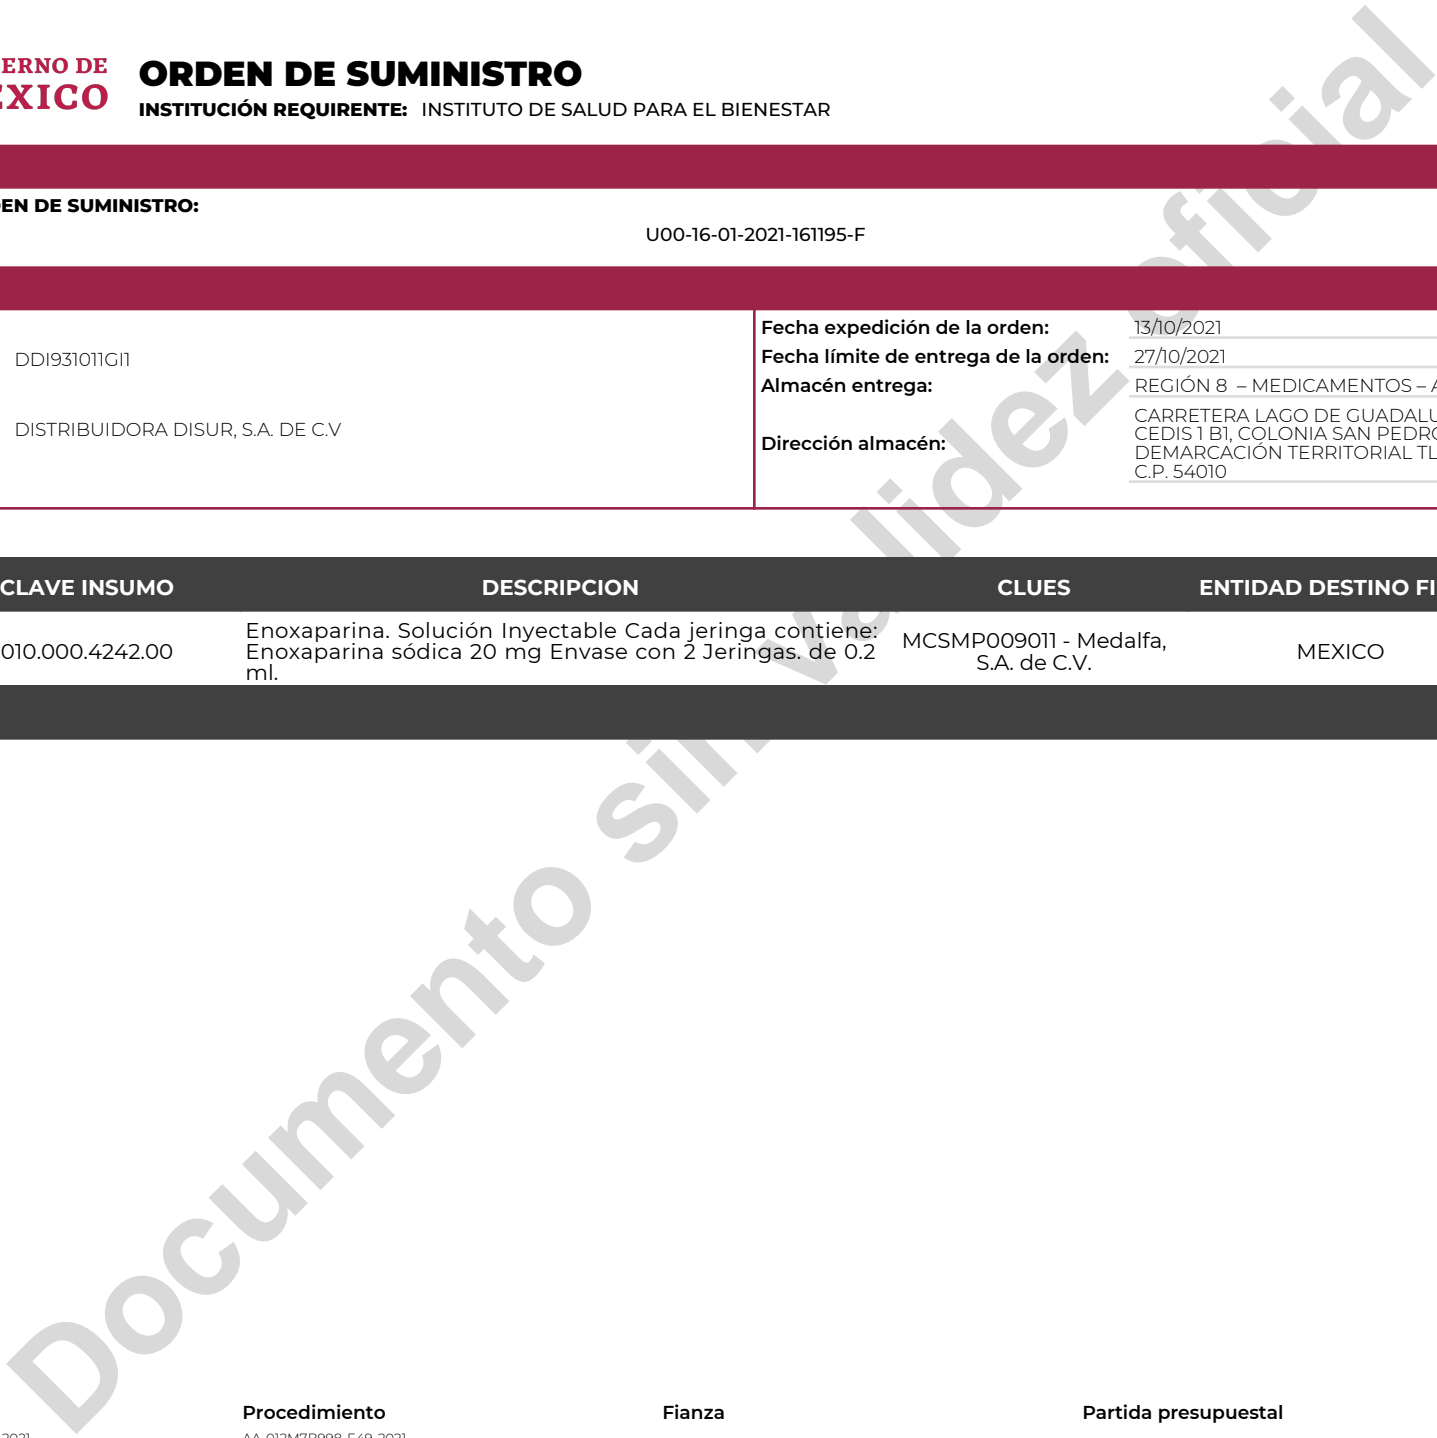 ERNO DE
EXICO
ORDEN DE SUMINISTRO
INSTITUCIÓN REQUIRENTE: INSTITUTO DE SALUD PARA EL BIENESTAR
EN DE SUMINISTRO:
U00-16-01-2021-161195-F
DDI931011GI1
DISTRIBUIDORA DISUR, S.A. DE C.V
Fecha expedición de la orden: 13/10/2021
Fecha límite de entrega de la orden: 27/10/2021
Almacén entrega: REGIÓN 8 – MEDICAMENTOS – A
Dirección almacén:
CARRETERA LAGO DE GUADALU
CEDIS 1 B1, COLONIA SAN PEDRO
DEMARCACIÓN TERRITORIAL TL
C.P. 54010
CLAVE INSUMO DESCRIPCION CLUES ENTIDAD DESTINO FI
010.000.4242.00
Enoxaparina. Solución Inyectable Cada jeringa contiene:
Enoxaparina sódica 20 mg Envase con 2 Jeringas. de 0.2
ml.
MCSMP009011 - Medalfa,
S.A. de C.V.
MEXICO
Documento sin validez oficial
Procedimiento Fianza Partida presupuestal